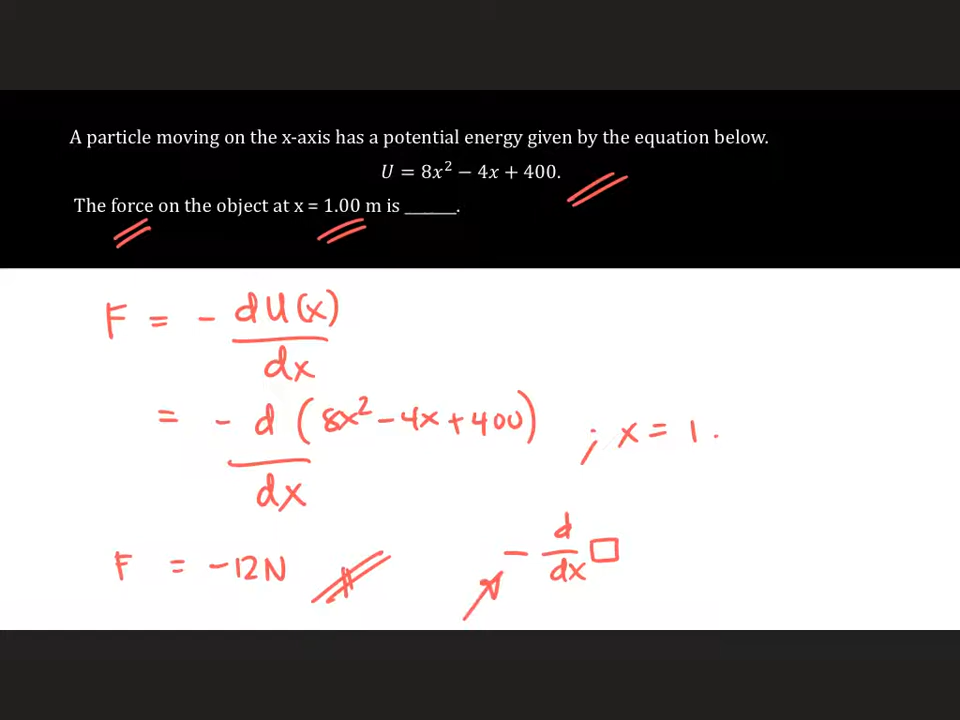 A particle moving on the x-axis has a potential energy given by the equation below.
U = 8x² − 4x + 400.
The force on the object at x = 1.00 m is ______.
F = - dU(x)/dx
= - d(8x² - 4x + 400)/dx ; x = 1.
F = -12N
- d/dx □